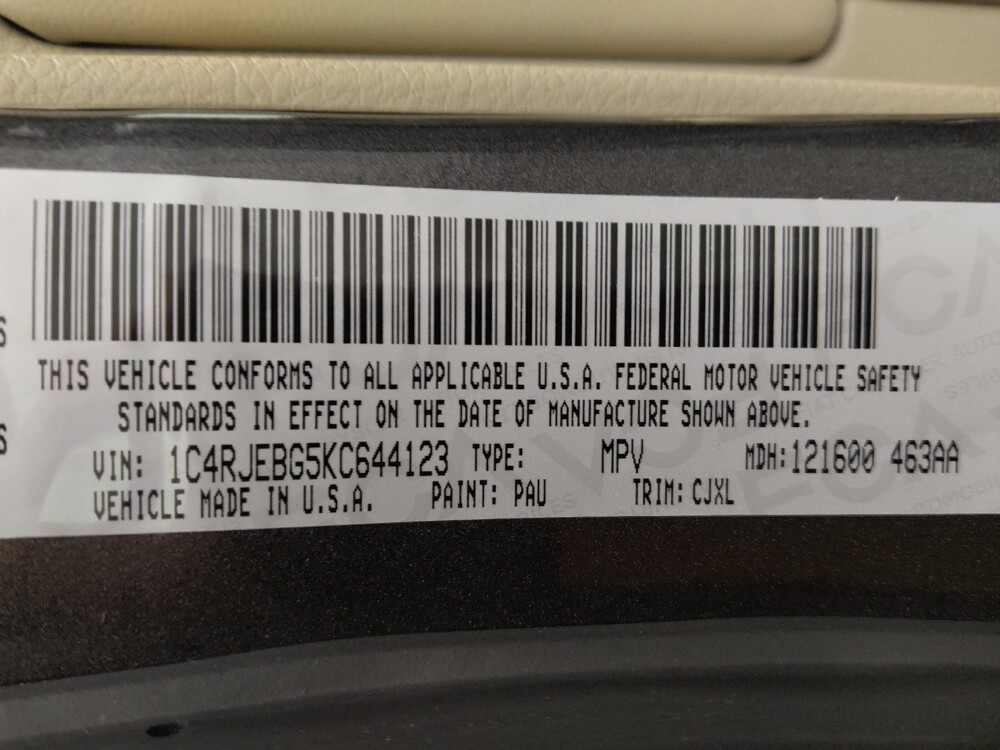 THIS VEHICLE CONFORMS TO ALL APPLICABLE U.S.A. FEDERAL MOTOR VEHICLE SAFETY
STANDARDS IN EFFECT ON THE DATE OF MANUFACTURE SHOWN ABOVE.
VIN: 1C4RJEBG5KC644123 TYPE: MPV MDH:121600 463AA
VEHICLE MADE IN U.S.A. PAINT: PAU TRIM: CJXL